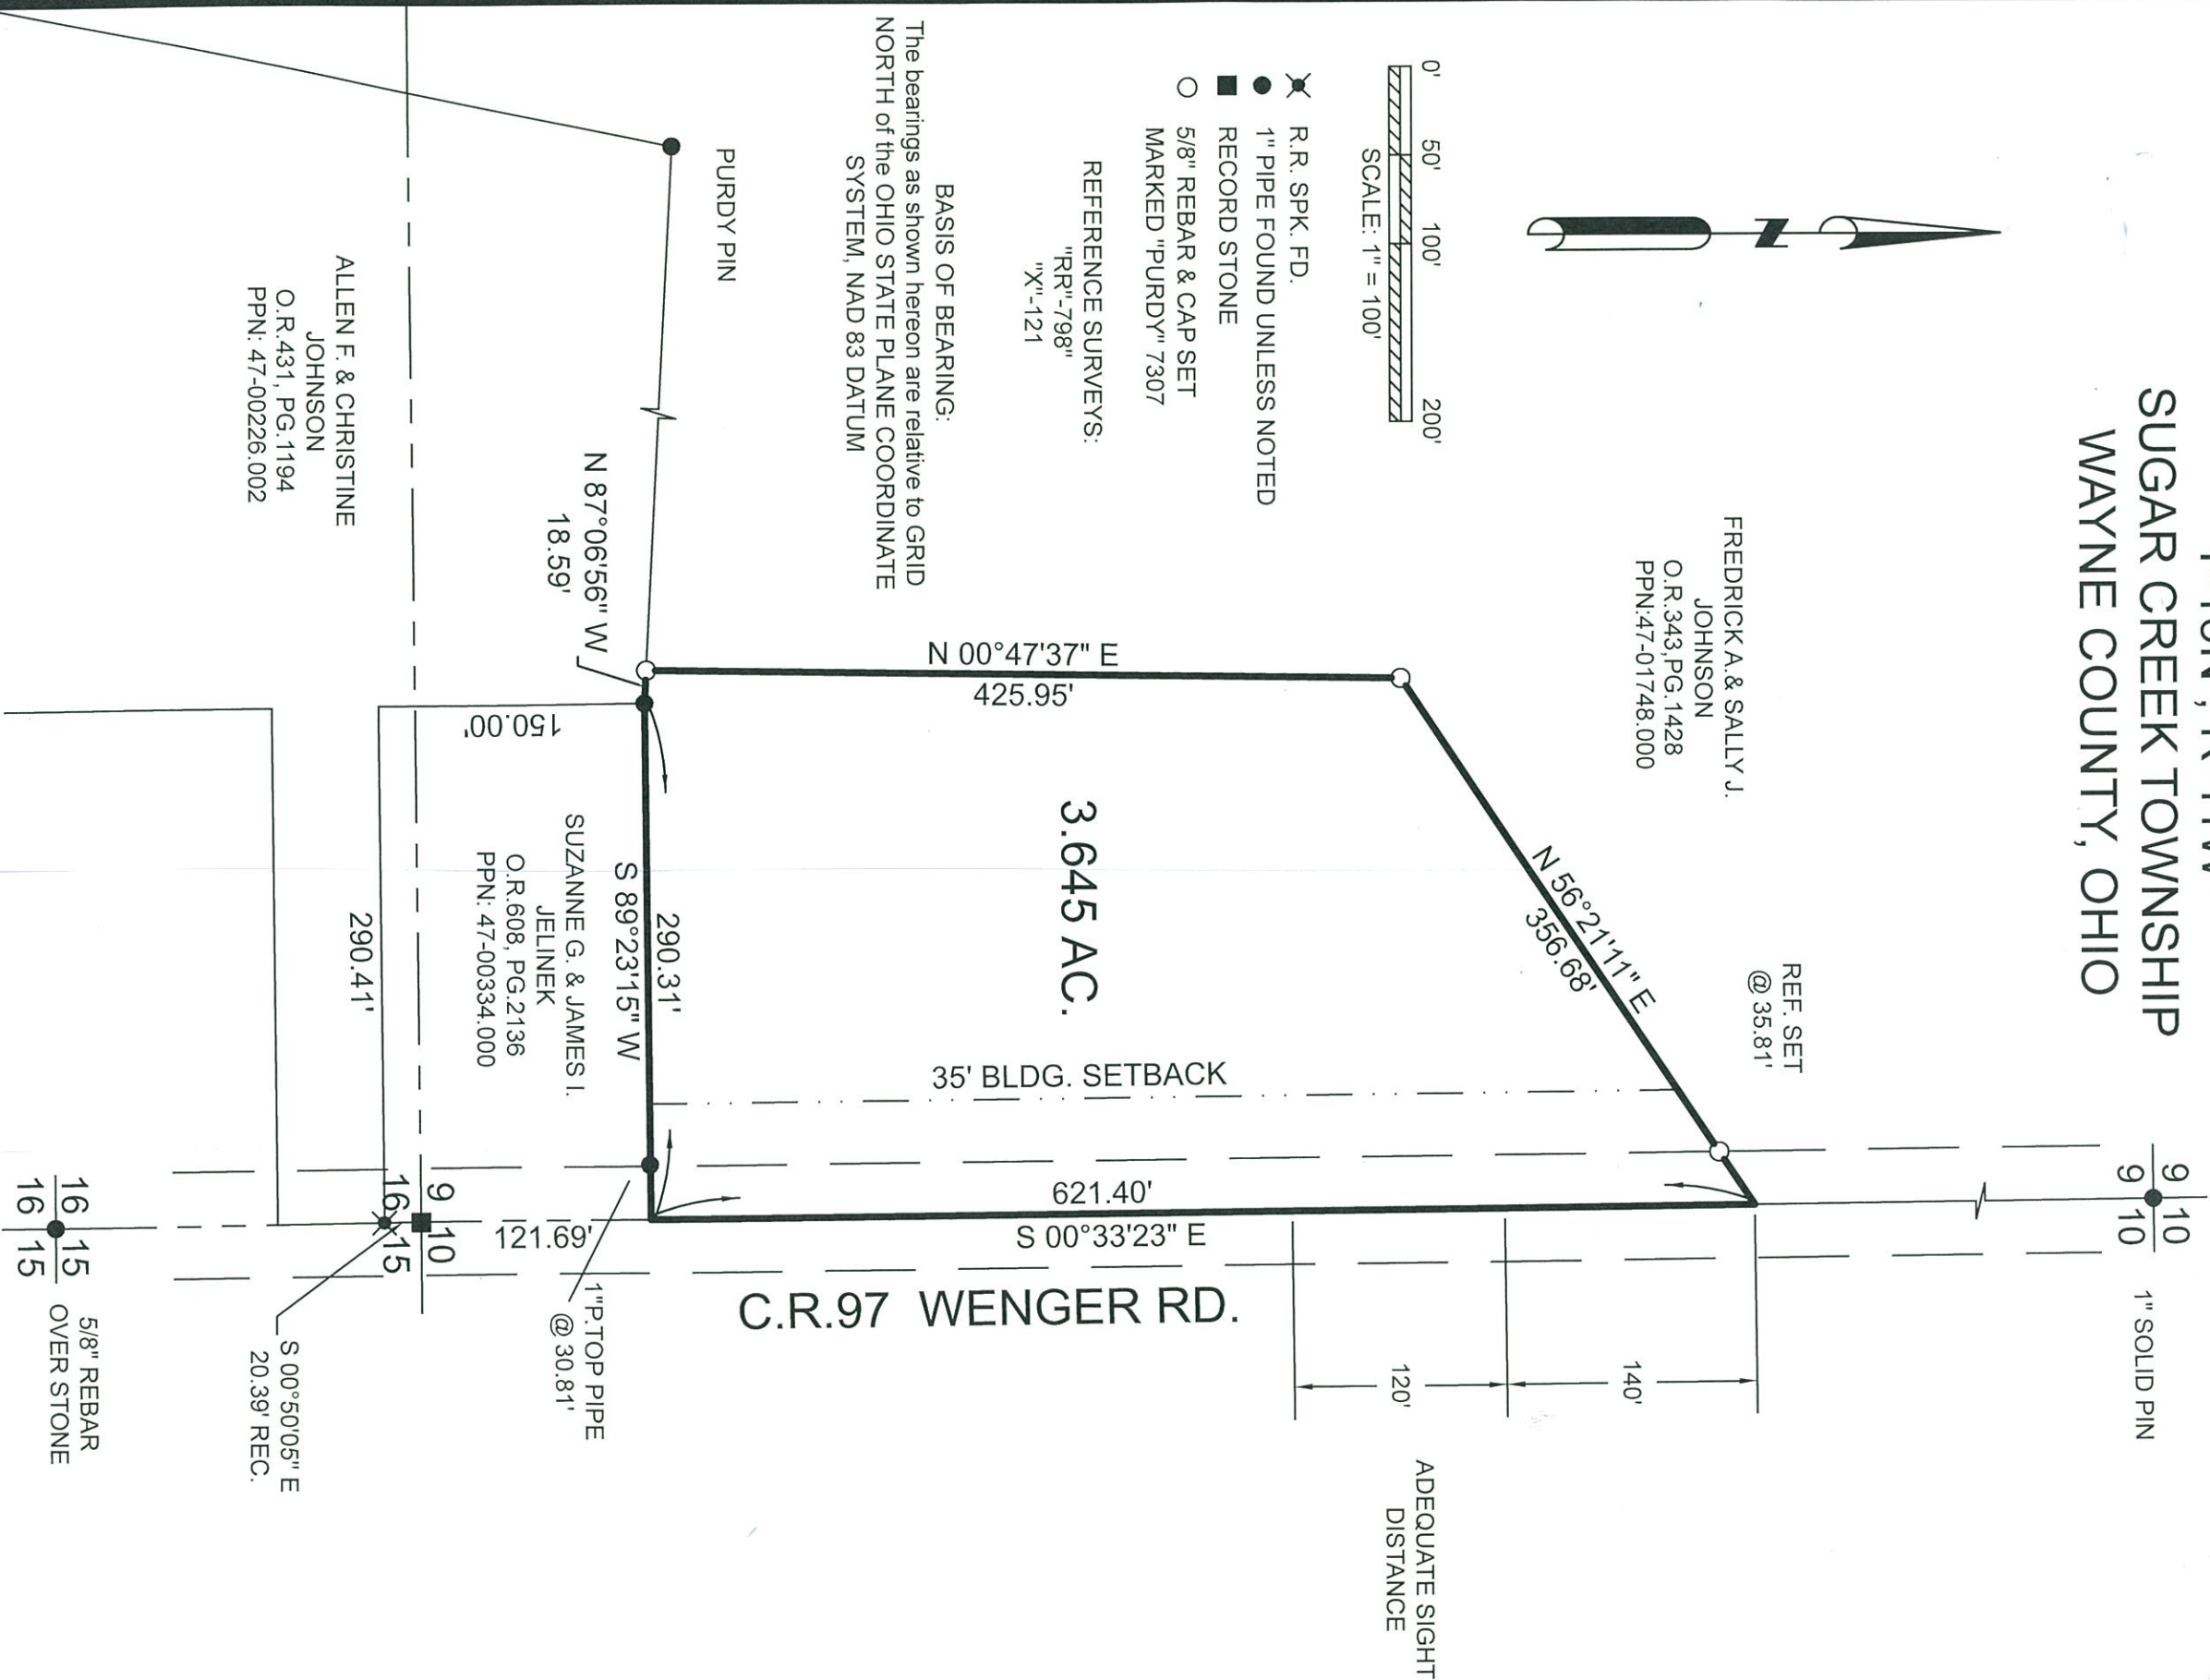 SUGAR CREEK TOWNSHIP
WAYNE COUNTY, OHIO
0' 50' 100' 200'
SCALE: 1" = 100'
R.R. SPK. FD.
1" PIPE FOUND UNLESS NOTED
RECORD STONE
5/8" REBAR & CAP SET
MARKED "PURDY" 7307
REFERENCE SURVEYS:
"RR"-798"
"X"-121
BASIS OF BEARING:
The bearings as shown hereon are relative to GRID
NORTH of the OHIO STATE PLANE COORDINATE
SYSTEM, NAD 83 DATUM
N
FREDRICK A.& SALLY J.
JOHNSON
O.R.343,PG.1428
PPN:47-01748.000
REF. SET
@ 35.81'
9 10
9 10
1" SOLID PIN
N 56°21'11" E
356.68'
N 00°47'37" E
425.95'
3.645 AC.
35' BLDG. SETBACK
621.40'
S 00°33'23" E
C.R.97 WENGER RD.
140'
120'
ADEQUATE SIGHT
DISTANCE
PURDY PIN
N 87°06'56" W
18.59'
290.31'
S 89°23'15" W
150.00'
SUZANNE G. & JAMES I.
JELINEK
O.R.608, PG.2136
PPN: 47-00334.000
1"P.TOP PIPE
@ 30.81'
121.69'
ALLEN F. & CHRISTINE
JOHNSON
O.R.431, PG.1194
PPN: 47-00226.002
290.41'
9 10
16 15
S 00°50'05" E
20.39' REC.
16 15
16 15
5/8" REBAR
OVER STONE